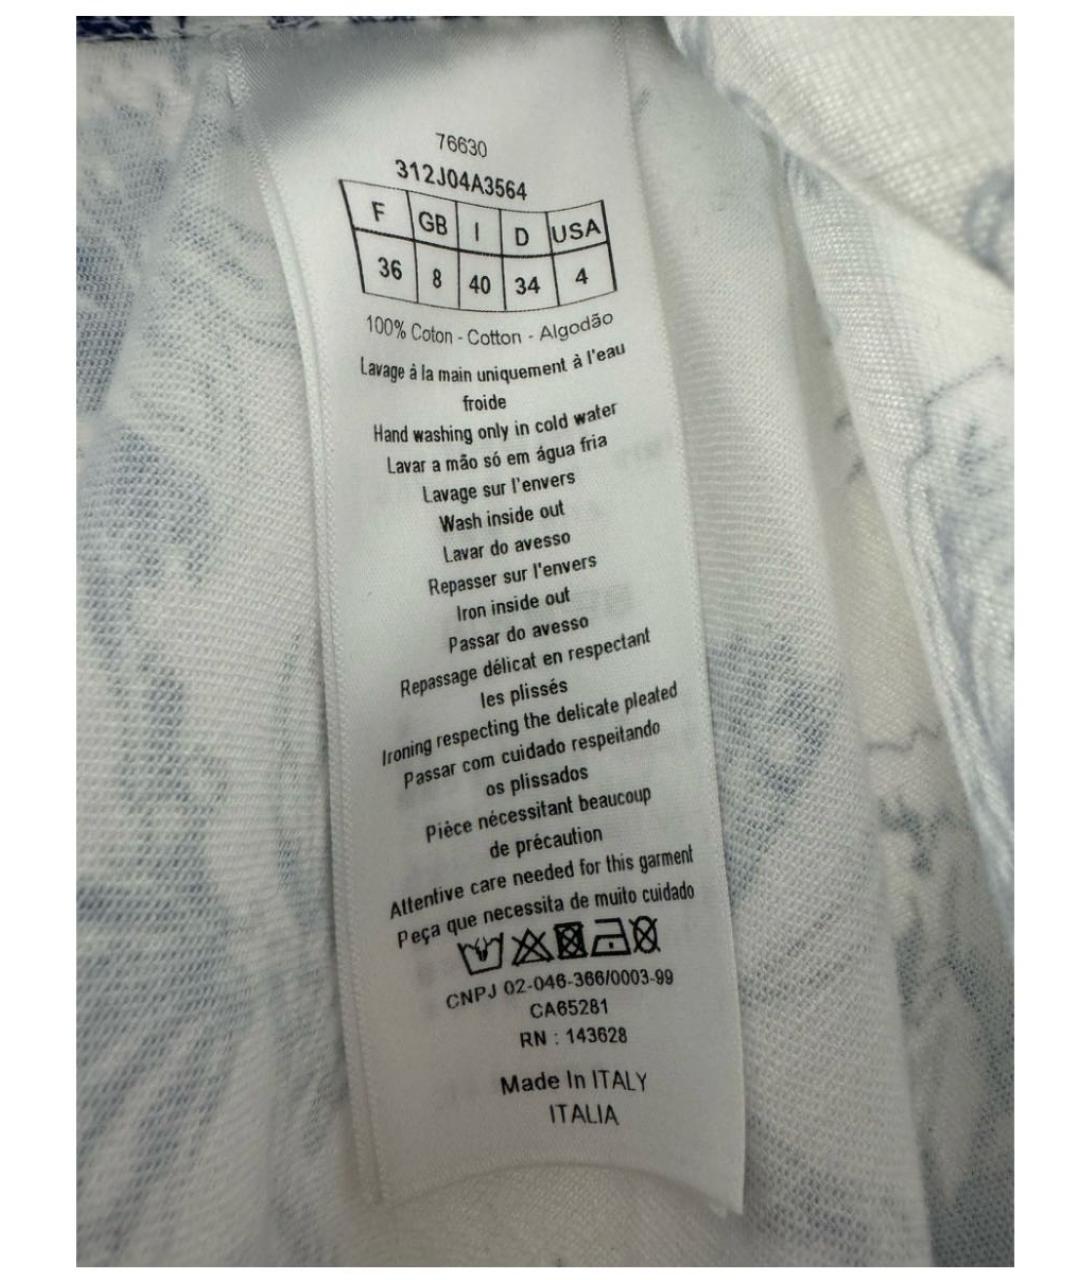 76630
312J04A3564
F GB I D USA
36 8 40 34 4
100% Coton - Cotton - Algodão
Lavage à la main uniquement à l'eau
froide
Hand washing only in cold water
Lavar a mão só em água fria
Lavage sur l'envers
Wash inside out
Lavar do avesso
Repasser sur l'envers
Iron inside out
Passar do avesso
Repassage délicat en respectant
les plissés
Ironing respecting the delicate pleated
Passar com cuidado respeitando
os plissados
Pièce nécessitant beaucoup
de précaution
Attentive care needed for this garment
Peça que necessita de muito cuidado
CNPJ 02-046-366/0003-99
CA65281
RN : 143628
Made In ITALY
ITALIA